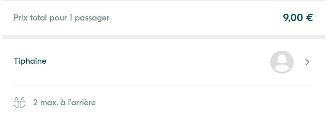 Prix total pour 1 passager 9,00 €
Tiphaine
2 max. à l'arrière